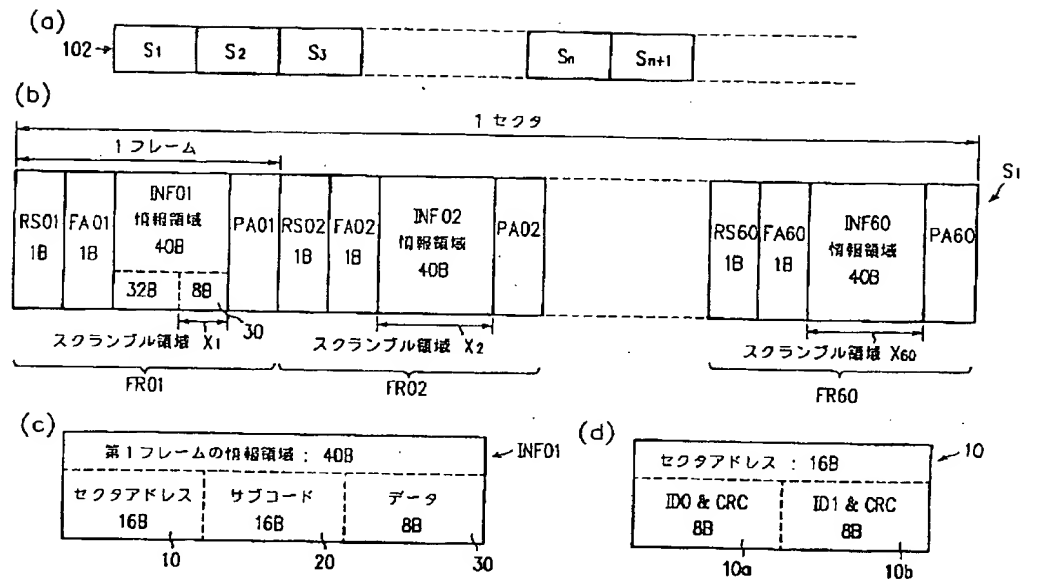 (a)
102 S1 S2 S3 Sn Sn+1
(b)
1 セクタ
1 フレーム
S1
RS01 1B
FA01 1B
INF01 情報領域 40B
32B 8B
PA01
RS02 1B
FA02 1B
INF02 情報領域 40B
PA02
RS60 1B
FA60 1B
INF60 情報領域 40B
PA60
30
スクランブル領域 X1
スクランブル領域 X2
スクランブル領域 X60
FR01
FR02
FR60
(c)
第1フレームの情報領域 : 40B
INF01
セクタアドレス 16B
サブコード 16B
データ 8B
10
20
30
(d)
セクタアドレス : 16B
10
ID0 & CRC 8B
ID1 & CRC 8B
10a
10b